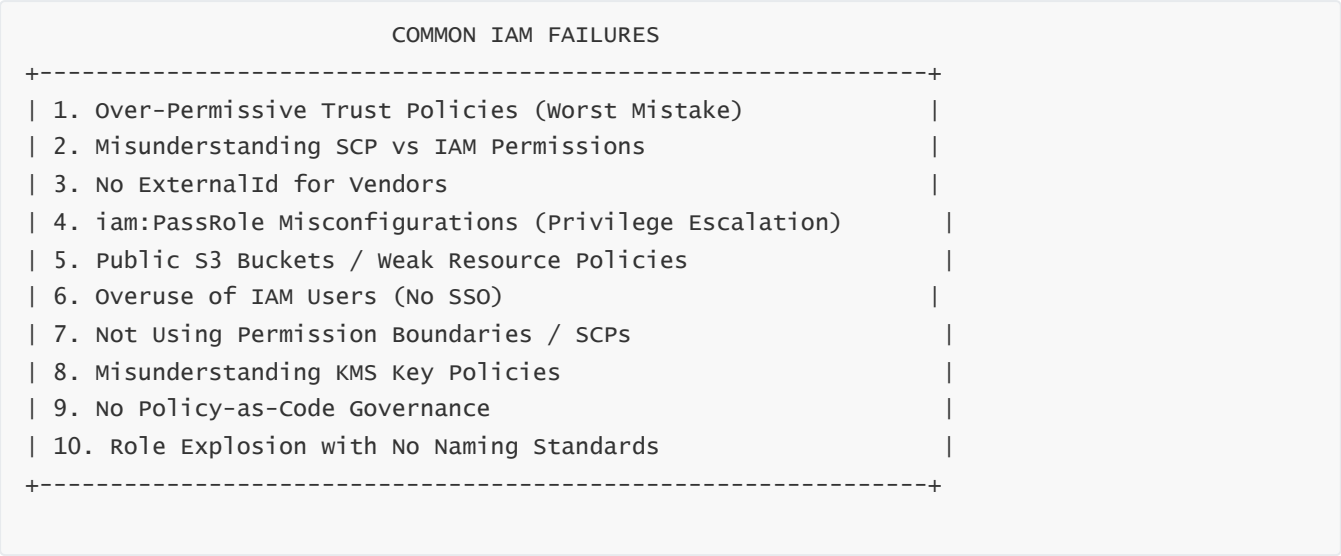 COMMON IAM FAILURES
+---------------------------------------------------------------+
| 1. Over-Permissive Trust Policies (Worst Mistake)             |
| 2. Misunderstanding SCP vs IAM Permissions                    |
| 3. No ExternalId for Vendors                                  |
| 4. iam:PassRole Misconfigurations (Privilege Escalation)       |
| 5. Public S3 Buckets / Weak Resource Policies                  |
| 6. Overuse of IAM Users (No SSO)                              |
| 7. Not Using Permission Boundaries / SCPs                      |
| 8. Misunderstanding KMS Key Policies                           |
| 9. No Policy-as-Code Governance                                |
| 10. Role Explosion with No Naming Standards                    |
+---------------------------------------------------------------+